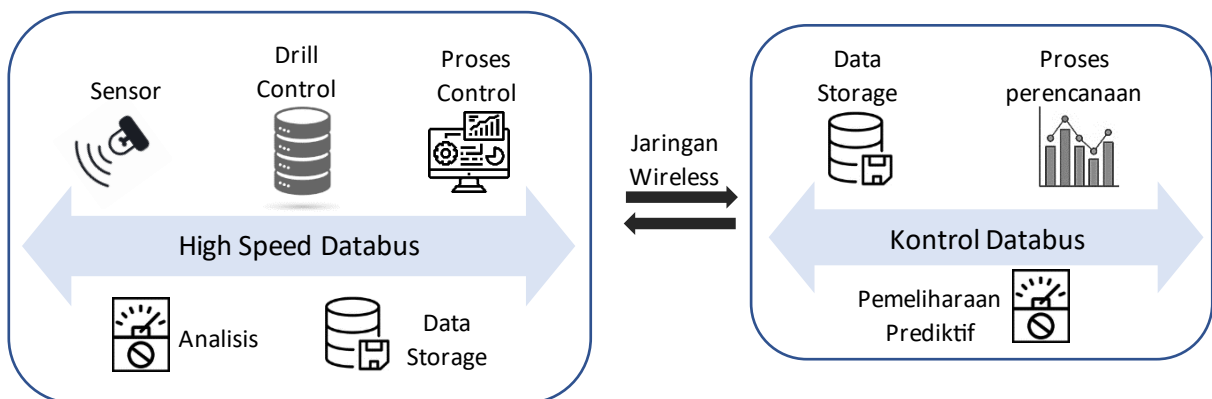 Sensor
Drill
Control
Proses
Control
High Speed Databus
Analisis
Data
Storage
Jaringan
Wireless
Data
Storage
Proses
perencanaan
Kontrol Databus
Pemeliharaan
Prediktif